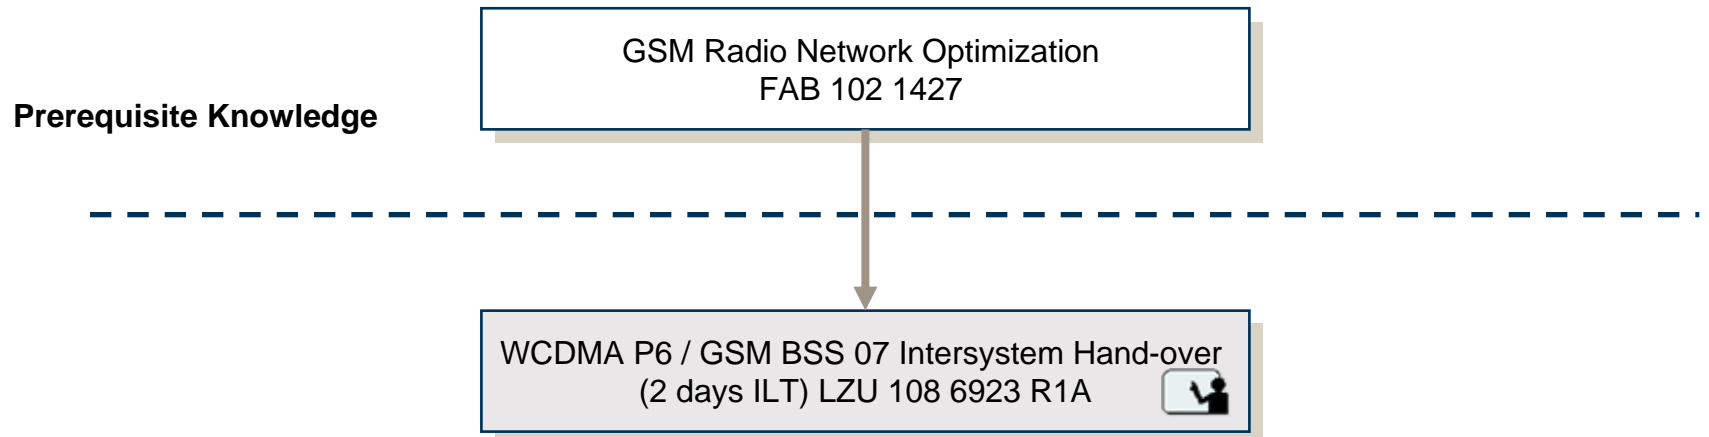 GSM Radio Network Optimization
FAB 102 1427
Prerequisite Knowledge
WCDMA P6 / GSM BSS 07 Intersystem Hand-over
(2 days ILT) LZU 108 6923 R1A